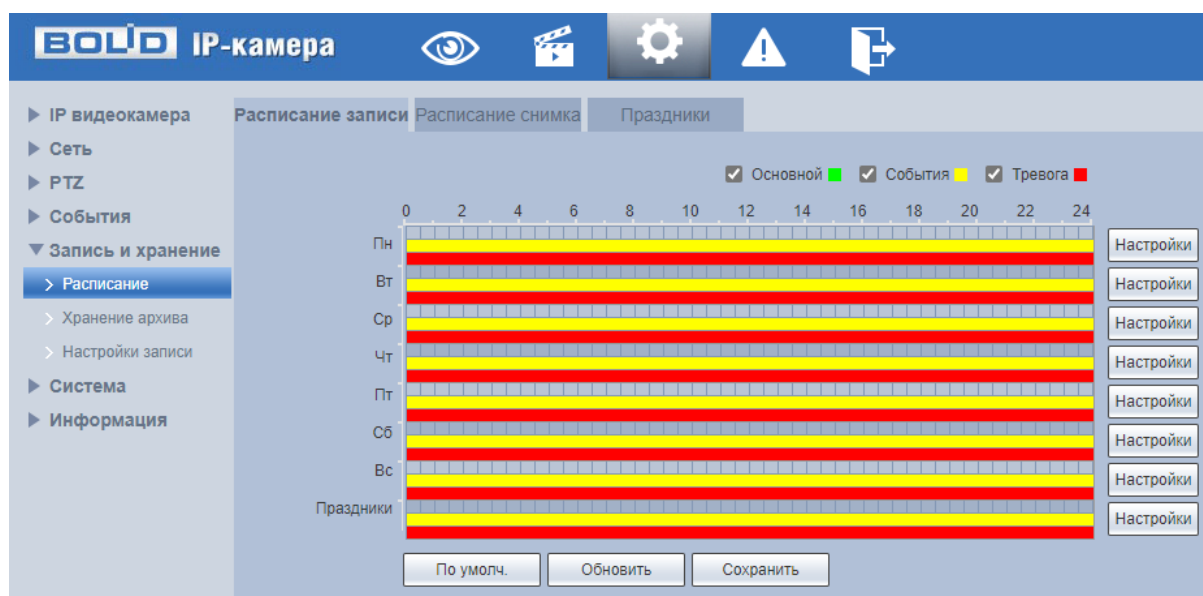 BOLID IP-камера
IP видеокамера
Сеть
PTZ
События
Запись и хранение
Расписание
Хранение архива
Настройки записи
Система
Информация
Расписание записи Расписание снимка Праздники
Основной События Тревога
0 2 4 6 8 10 12 14 16 18 20 22 24
Пн Настройки
Вт Настройки
Ср Настройки
Чт Настройки
Пт Настройки
Сб Настройки
Вс Настройки
Праздники Настройки
По умолч. Обновить Сохранить